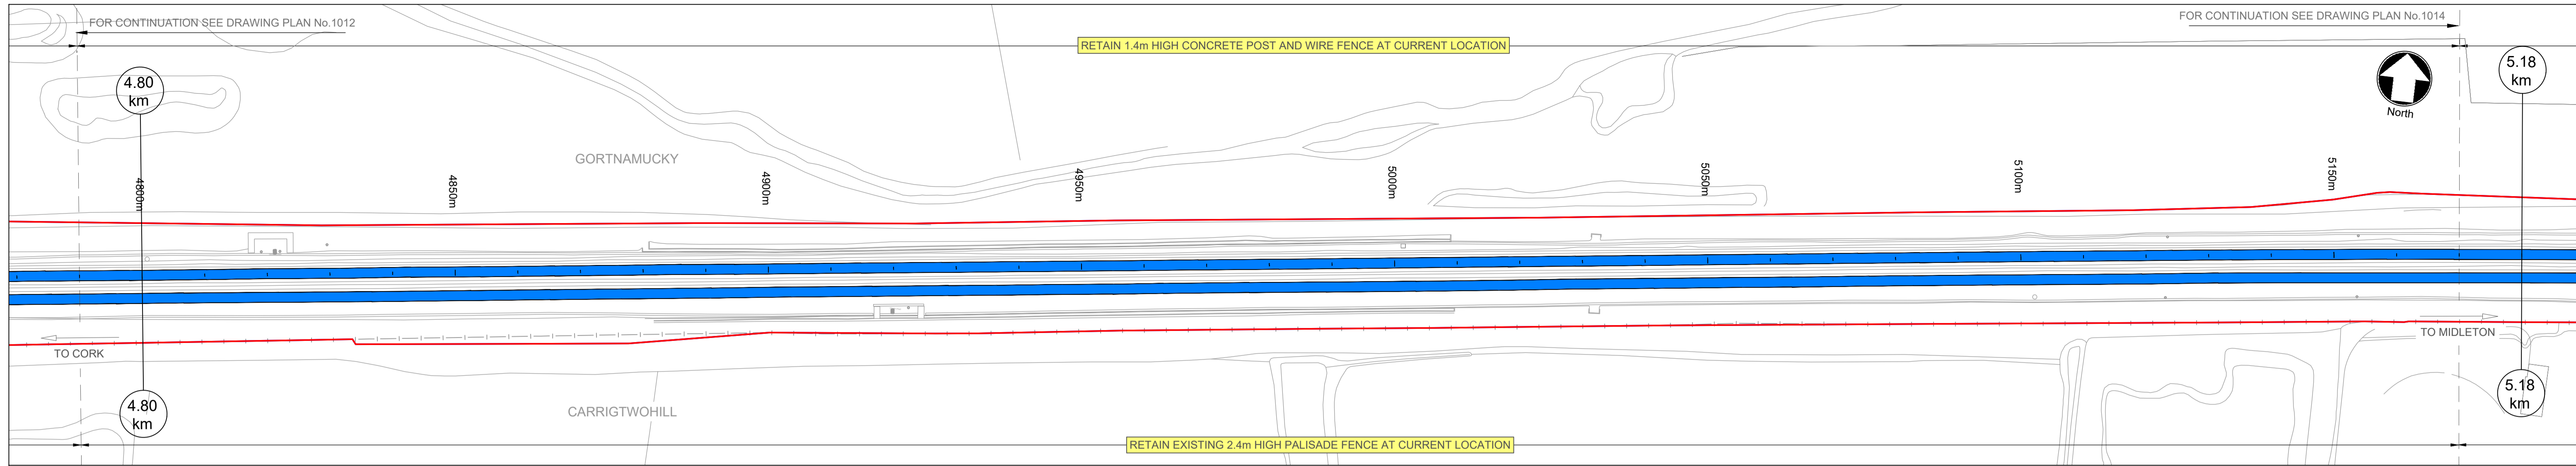 FOR CONTINUATION SEE DRAWING PLAN No.1012
FOR CONTINUATION SEE DRAWING PLAN No.1014
RETAIN 1.4m HIGH CONCRETE POST AND WIRE FENCE AT CURRENT LOCATION
4.80
km
5.18
km
North
GORTNAMUCKY
4800m
4850m
4900m
4950m
5000m
5050m
5100m
5150m
TO CORK
TO MIDLETON
4.80
km
CARRIGTWOHILL
5.18
km
RETAIN EXISTING 2.4m HIGH PALISADE FENCE AT CURRENT LOCATION